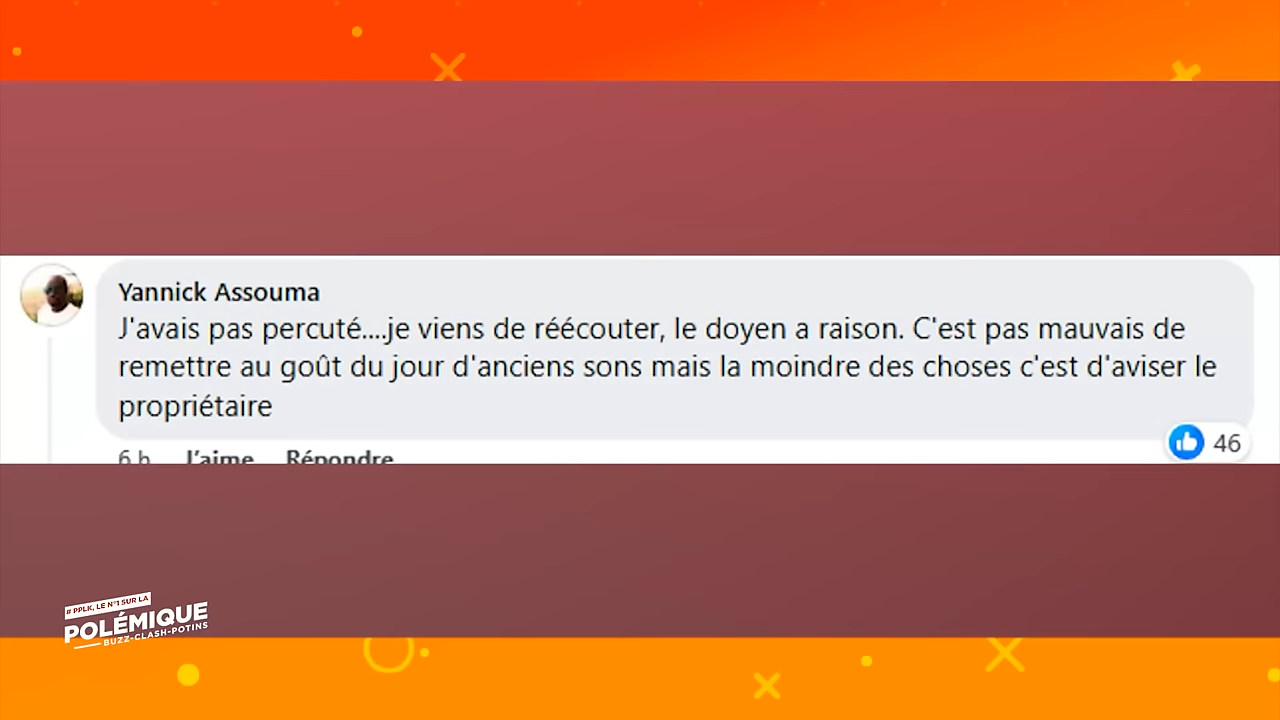 Yannick Assouma
J'avais pas percuté....je viens de réécouter, le doyen a raison. C'est pas mauvais de
remettre au goût du jour d'anciens sons mais la moindre des choses c'est d'aviser le
propriétaire
46
6 h J'aime Répondre
# PPLK, LE N°1 SUR LA
POLÉMIQUE
BUZZ-CLASH-POTINS